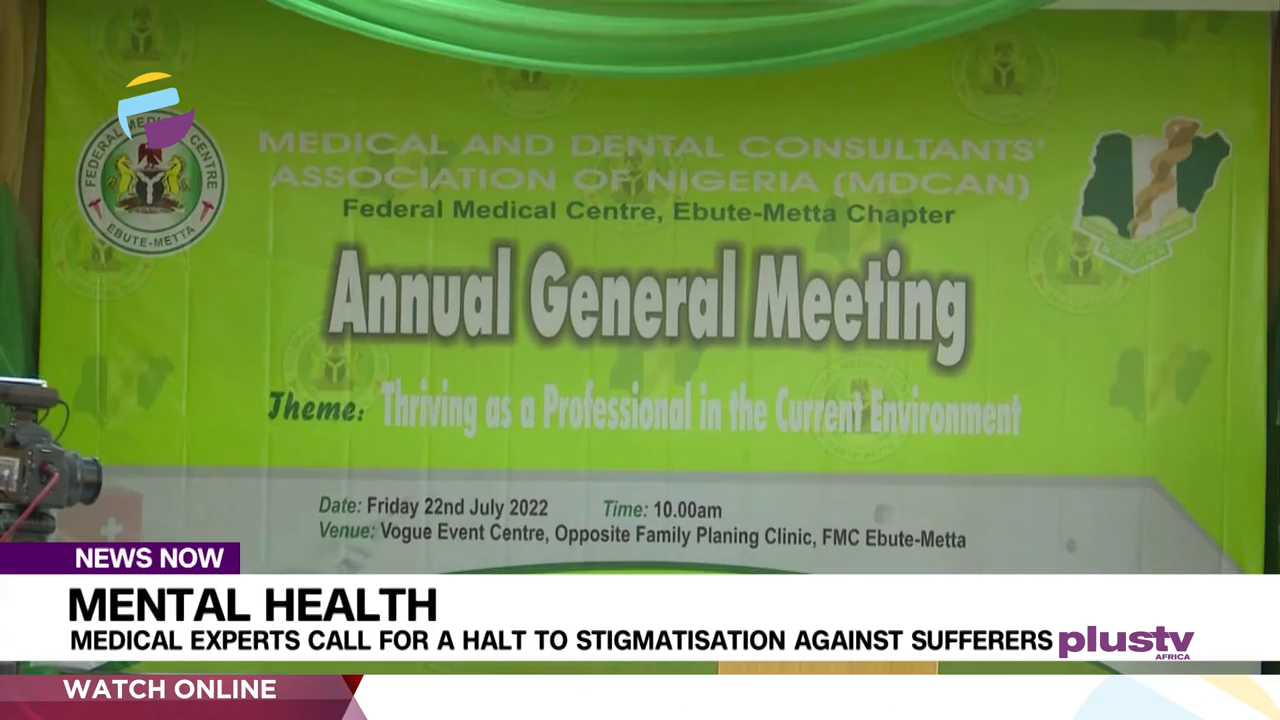 FEDERAL MEDICAL CENTRE
EBUTE-METTA
MEDICAL AND DENTAL CONSULTANTS'
ASSOCIATION OF NIGERIA (MDCAN)
Federal Medical Centre, Ebute-Metta Chapter
Annual General Meeting
Theme: Thriving as a Professional in the Current Environment
Date: Friday 22nd July 2022 Time: 10.00am
Venue: Vogue Event Centre, Opposite Family Planing Clinic, FMC Ebute-Metta
NEWS NOW
MENTAL HEALTH
MEDICAL EXPERTS CALL FOR A HALT TO STIGMATISATION AGAINST SUFFERERS
plustv
AFRICA
WATCH ONLINE